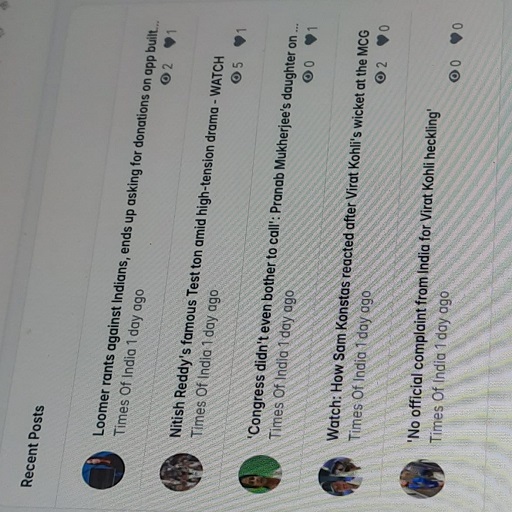 Recent Posts
Loomer rants against Indians, ends up asking for donations on app built...
Times Of India 1 day ago
2 1
Nitish Reddy's famous Test ton amid high-tension drama - WATCH
Times Of India 1 day ago
5 1
'Congress didn't even bother to call': Pranab Mukherjee's daughter on ...
Times Of India 1 day ago
0 1
Watch: How Sam Konstas reacted after Virat Kohli's wicket at the MCG
Times Of India 1 day ago
2 0
'No official complaint from India for Virat Kohli heckling'
Times Of India 1 day ago
0 0